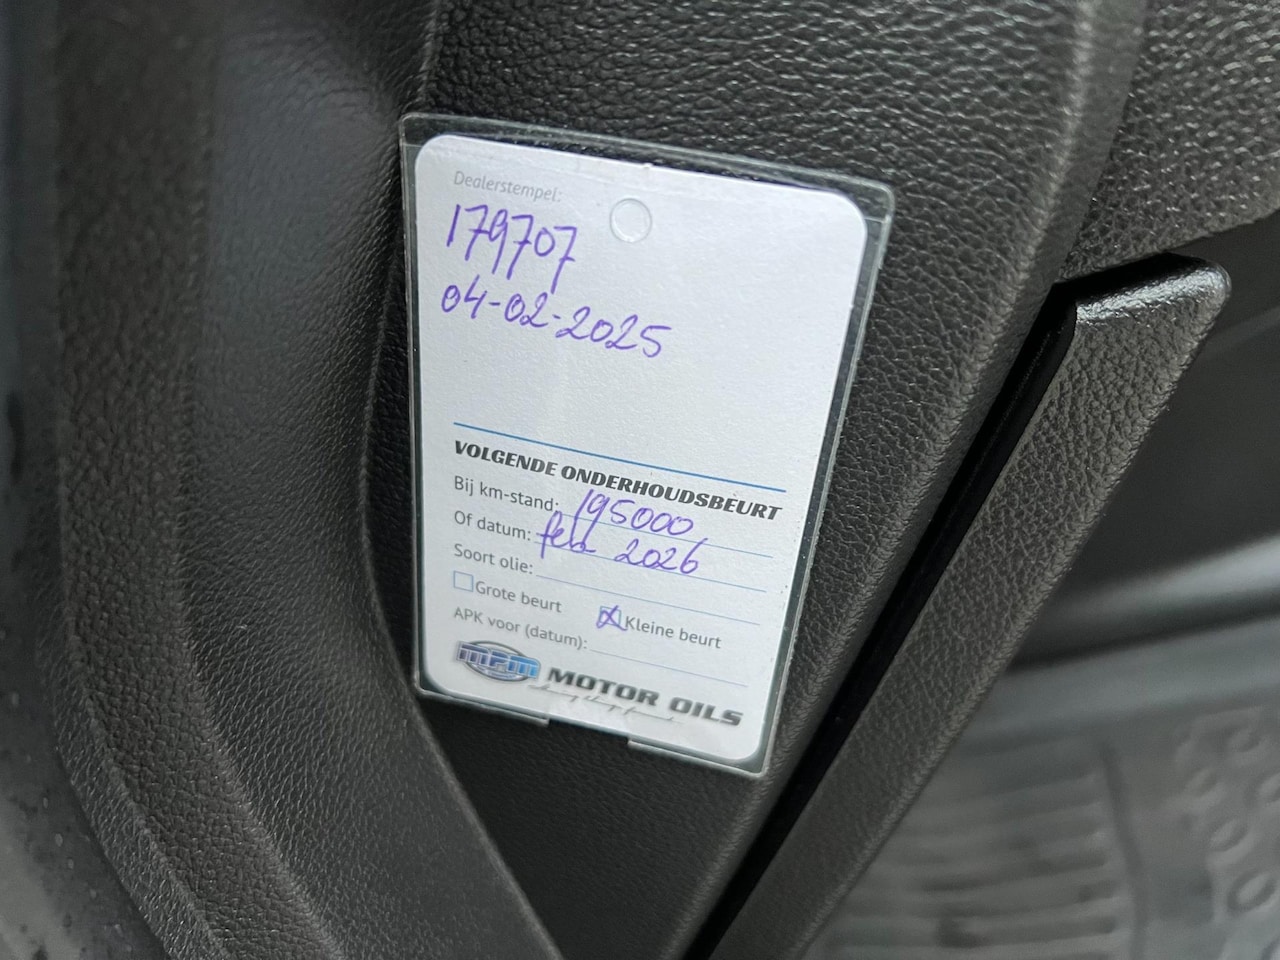 Dealerstempel:
179707
04-02-2025
VOLGENDE ONDERHOUDSBEURT
Bij km-stand: 195000
Of datum: feb 2026
Soort olie:
Grote beurt Kleine beurt
APK voor (datum):
mpm MOTOR OILS